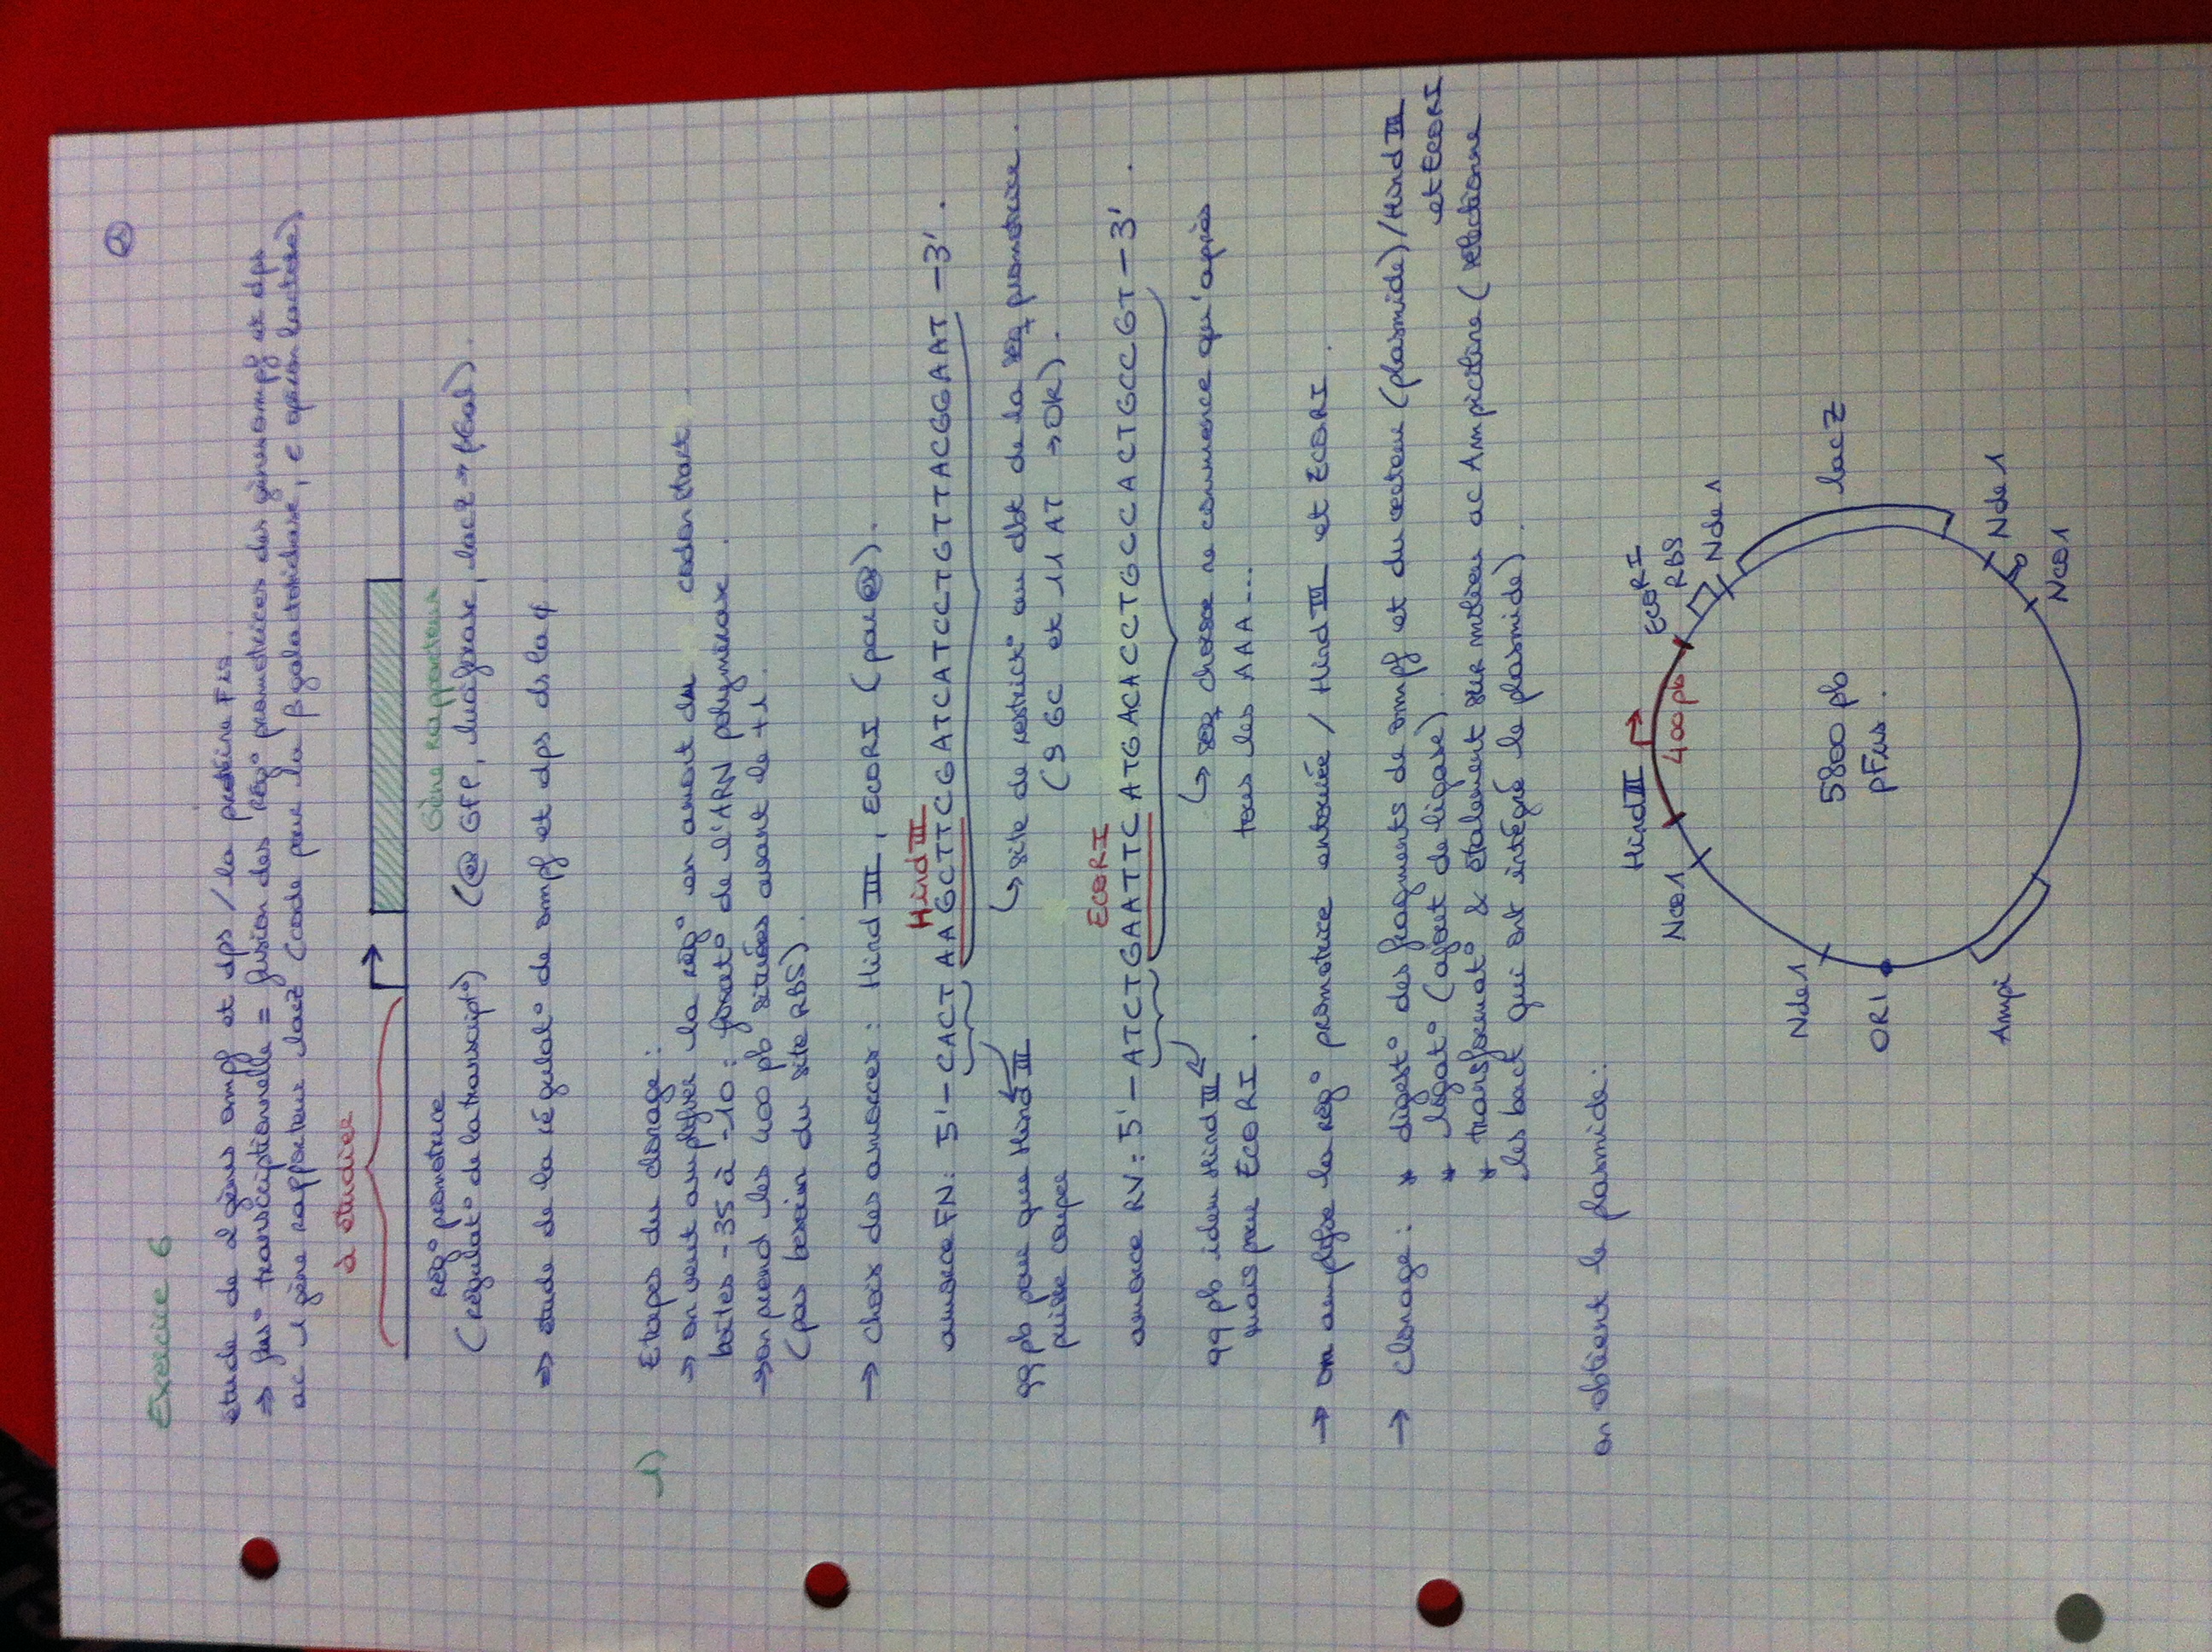 Exercice 6
étude de 2 gènes ompf et dps / la protéine Fis.
⇒ fus° transcriptionnelle = fusion des Rég° promotrices des gènes ompf et dps
ac 1 gène rapporteur lacZ (code pour la β galactosidase, € opéron lactose)
à étudier
Rég° promotrice
Gène rapporteur
(régulat° de la transcript°)
(ex GFP, luciférase, lacZ → βGal).
⇒ étude de la régulat° de ompf et dps ds la ¢
1)
Etapes du clonage :
→ on veut amplifier la rég° en amont du codon start
boîtes -35 à -10 : fixat° de l'ARN polymérase.
→ on prend les 400 pb situées avant le +1.
(pas besoin du site RBS).
→ choix des amorces : Hind III, EcoRI (par ex).
Hind III
amorce FN : 5'- CACT AAGCTTCGATCATCCTGTTACGGAAT -3'.
qq pb pour que Hind III
puisse couper
↳ site de restrict° au dbt de la seq promotrice.
(9 GC et 11 AT → OK).
EcoRI
amorce RV : 5'- ATCTGAATTCATGACACCTGCCACTGCCGT -3'.
qq pb idem Hind III
mais pour EcoRI.
↳ seq choisie ne commence qu'après
tous les AAA...
→ on amplifie la rég° promotrice entourée / Hind III et EcoRI.
→ Clonage : * digest° des fragments de ompf et du vecteur (plasmide) / Hind III
et EcoRI
* ligat° (ajout de ligase)
* transformat° & étalement sur milieu ac Ampiciline (sélectionne
les bact qui ont intégré le plasmide).
on obtient le plasmide :
Hind III
EcoRI
Nco1
400 pb
RBS
Nde 1
Nde 1
5800 pb
lacZ
ORI
pFus.
Ampi
Nde 1
Nco1